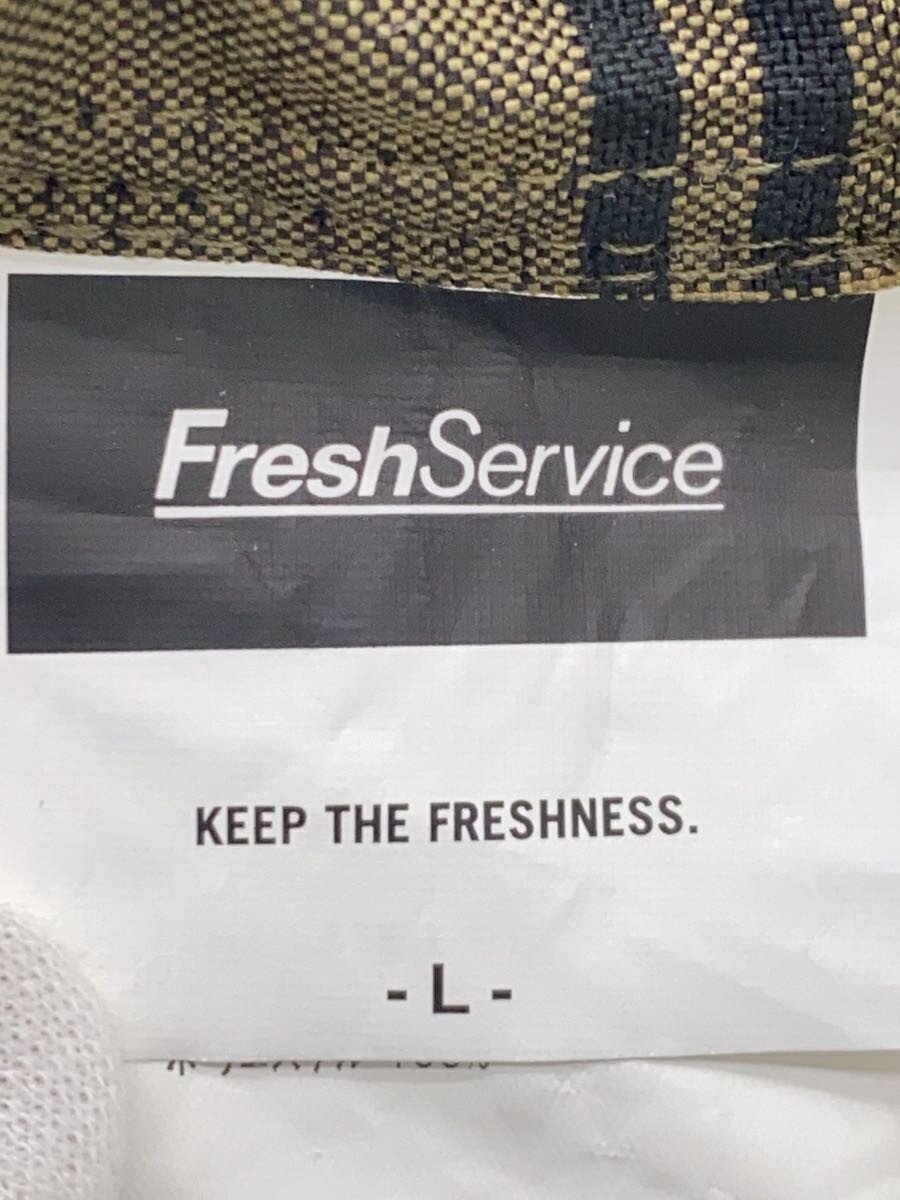 FreshService
KEEP THE FRESHNESS.
- L -